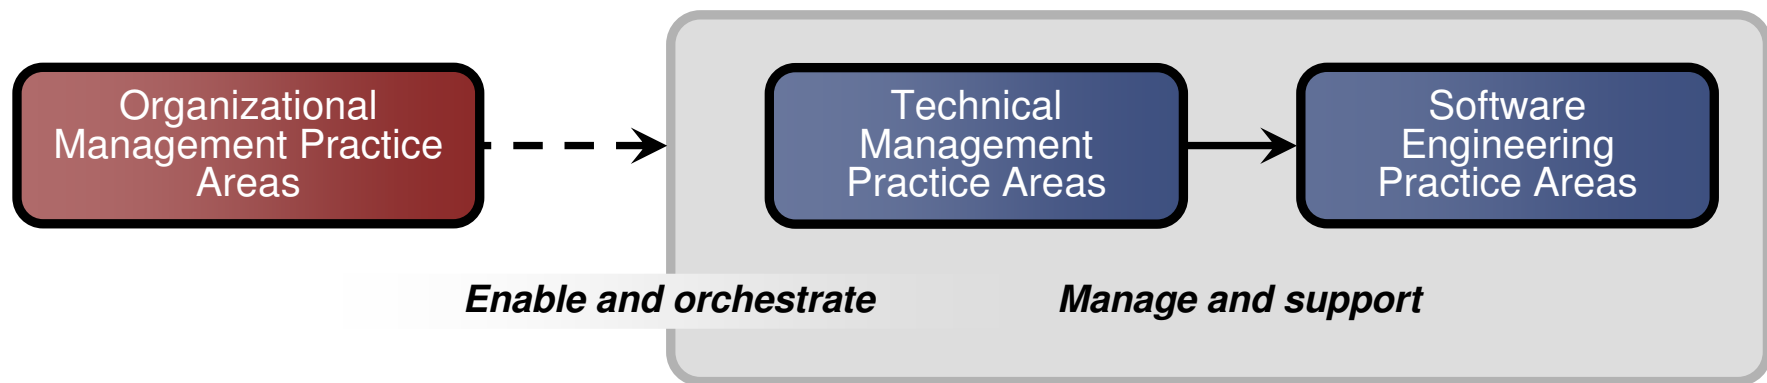 Organizational
Management Practice
Areas
Technical
Management
Practice Areas
Software
Engineering
Practice Areas
Enable and orchestrate
Manage and support